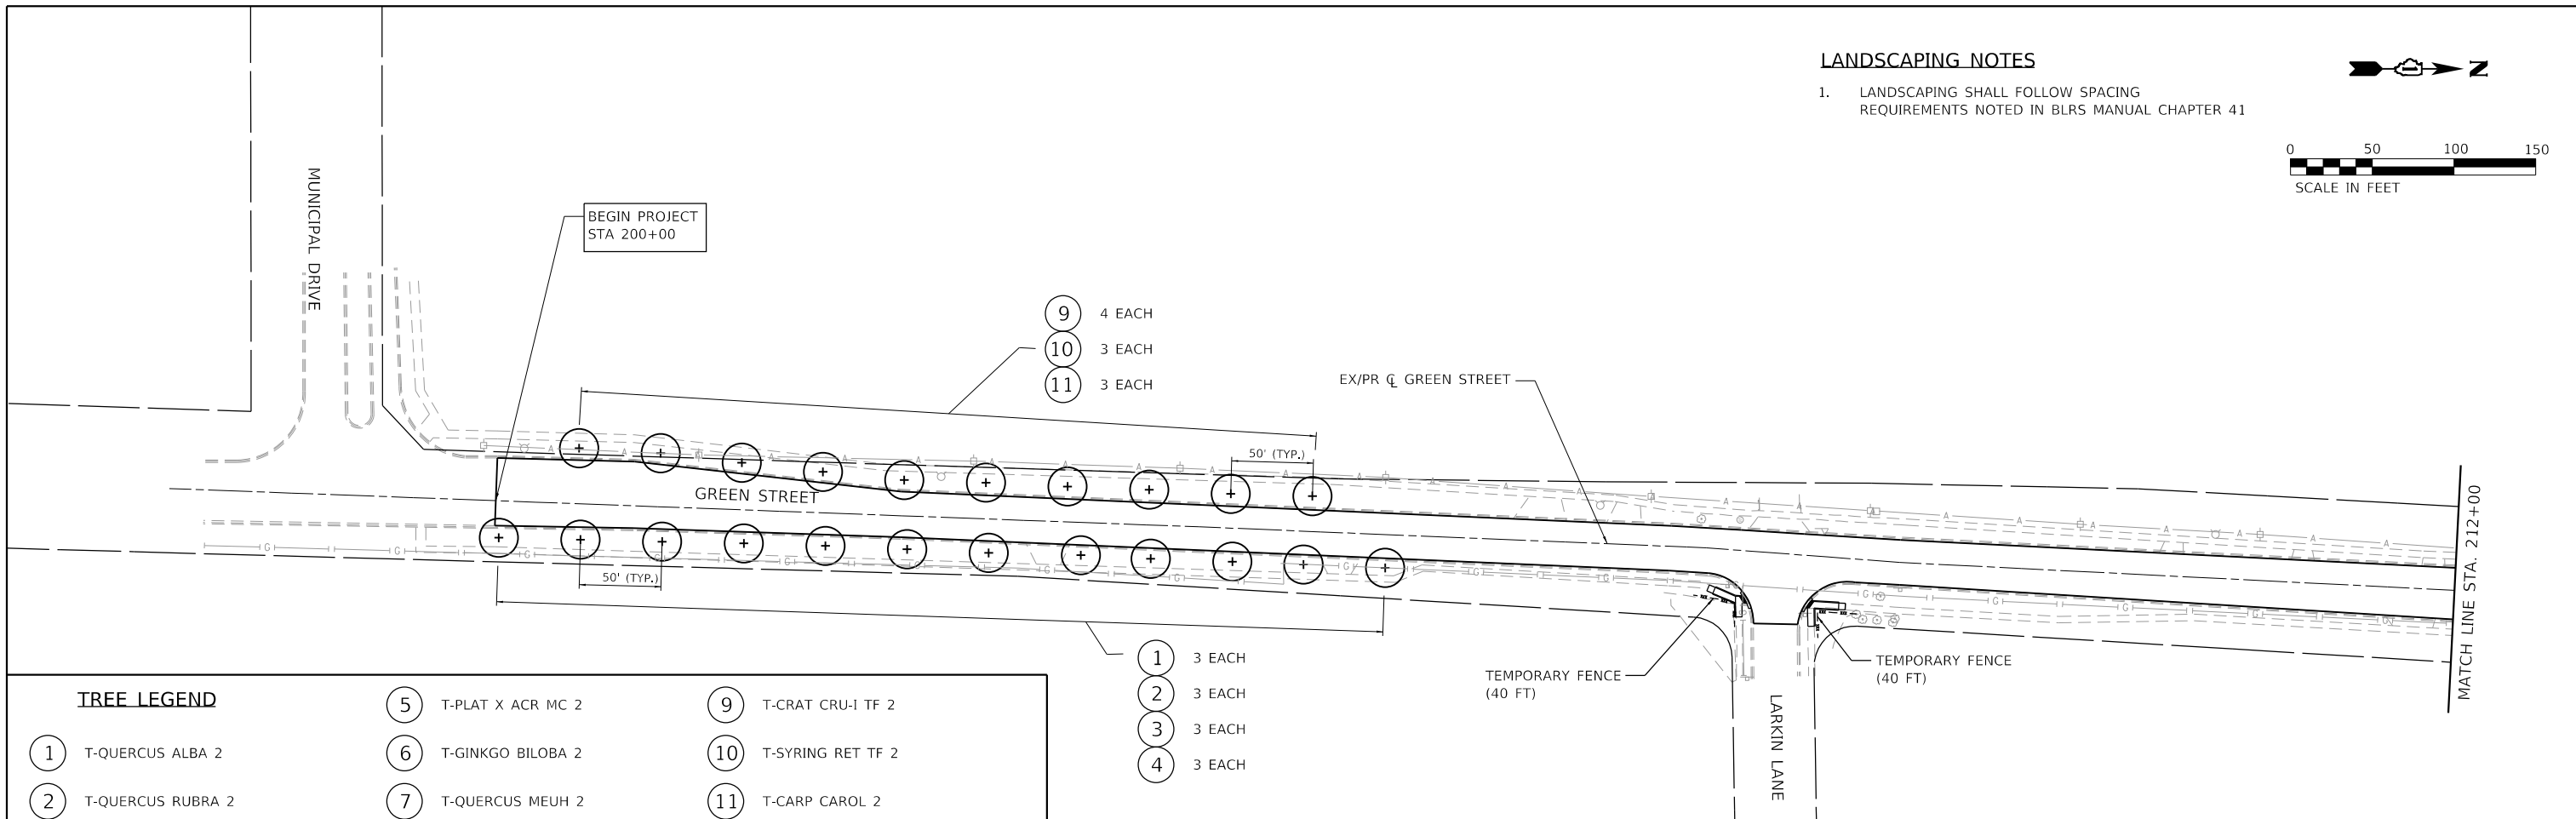 LANDSCAPING NOTES
1. LANDSCAPING SHALL FOLLOW SPACING
REQUIREMENTS NOTED IN BLRS MANUAL CHAPTER 41
N
0 50 100 150
SCALE IN FEET
MUNICIPAL DRIVE
BEGIN PROJECT
STA 200+00
9 4 EACH
10 3 EACH
11 3 EACH
EX/PR ℄ GREEN STREET
50' (TYP.)
GREEN STREET
50' (TYP.)
MATCH LINE STA. 212+00
1 3 EACH
2 3 EACH
3 3 EACH
4 3 EACH
TEMPORARY FENCE
(40 FT)
TEMPORARY FENCE
(40 FT)
LARKIN LANE
TREE LEGEND
1 T-QUERCUS ALBA 2
2 T-QUERCUS RUBRA 2
5 T-PLAT X ACR MC 2
6 T-GINKGO BILOBA 2
7 T-QUERCUS MEUH 2
9 T-CRAT CRU-I TF 2
10 T-SYRING RET TF 2
11 T-CARP CAROL 2